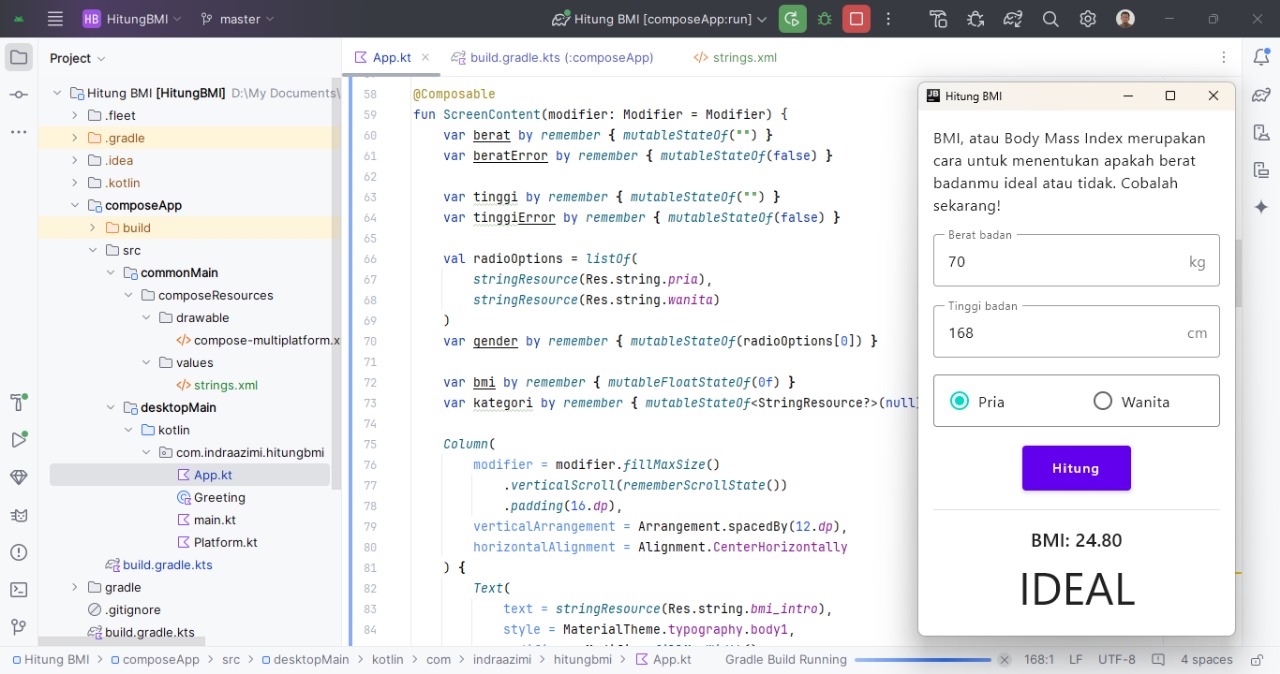 HB HitungBMI master Hitung BMI [composeApp:run]
Project
App.kt
build.gradle.kts (:composeApp)
strings.xml
Hitung BMI [HitungBMI] D:\My Documents\
.fleet
.gradle
.idea
.kotlin
composeApp
build
src
commonMain
composeResources
drawable
compose-multiplatform.x
values
strings.xml
desktopMain
kotlin
com.indraazimi.hitungbmi
App.kt
Greeting
main.kt
Platform.kt
build.gradle.kts
gradle
.gitignore
build.gradle.kts
58 @Composable
59 fun ScreenContent(modifier: Modifier = Modifier) {
60 var berat by remember { mutableStateOf("") }
61 var beratError by remember { mutableStateOf(false) }
62
63 var tinggi by remember { mutableStateOf("") }
64 var tinggiError by remember { mutableStateOf(false) }
65
66 val radioOptions = listOf(
67 stringResource(Res.string.pria),
68 stringResource(Res.string.wanita)
69 )
70 var gender by remember { mutableStateOf(radioOptions[0]) }
71
72 var bmi by remember { mutableFloatStateOf(0f) }
73 var kategori by remember { mutableStateOf<StringResource?>(null)
74
75 Column(
76 modifier = modifier.fillMaxSize()
77 .verticalScroll(rememberScrollState())
78 .padding(16.dp),
79 verticalArrangement = Arrangement.spacedBy(12.dp),
80 horizontalAlignment = Alignment.CenterHorizontally
81 ) {
82 Text(
83 text = stringResource(Res.string.bmi_intro),
84 style = MaterialTheme.typography.body1,
JB Hitung BMI
BMI, atau Body Mass Index merupakan
cara untuk menentukan apakah berat
badanmu ideal atau tidak. Cobalah
sekarang!
Berat badan
70 kg
Tinggi badan
168 cm
Pria Wanita
Hitung
BMI: 24.80
IDEAL
Hitung BMI > composeApp > src > desktopMain > kotlin > com > indraazimi > hitungbmi > App.kt Gradle Build Running 168:1 LF UTF-8 4 spaces